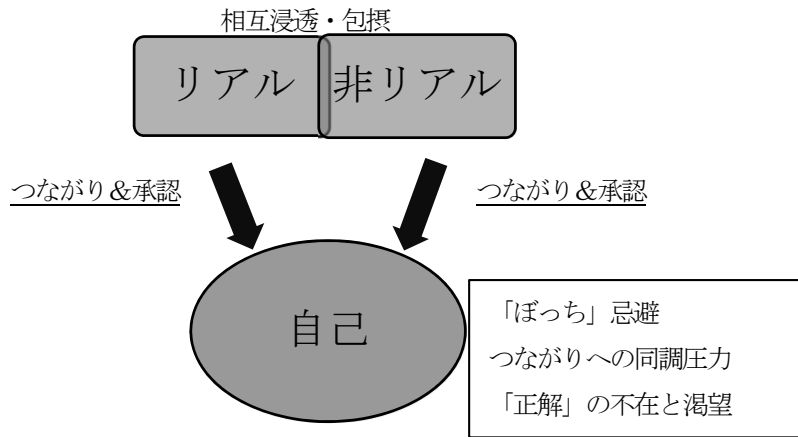 相互浸透・包摂
リアル
非リアル
つながり＆承認
つながり＆承認
自己
「ぼっち」忌避
つながりへの同調圧力
「正解」の不在と渇望